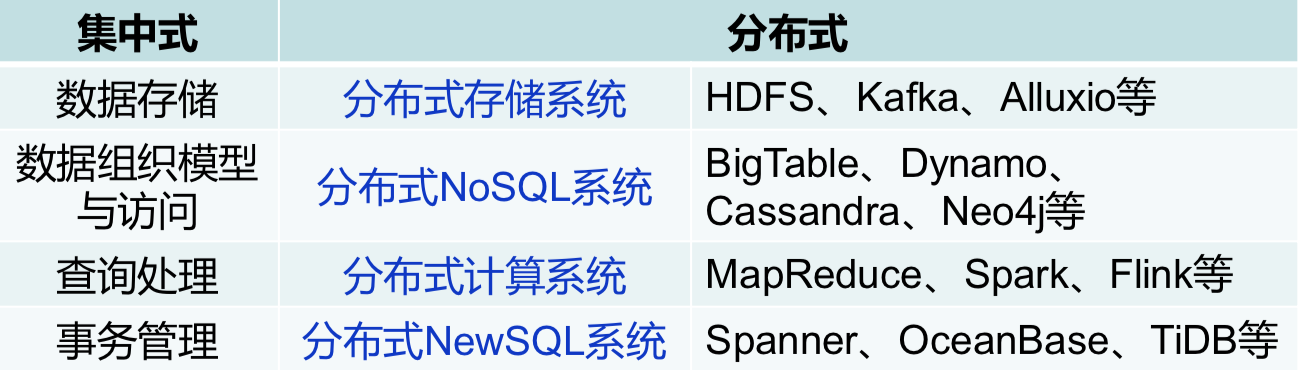 集中式
分布式
数据存储
分布式存储系统
HDFS、Kafka、Alluxio等
数据组织模型
与访问
分布式NoSQL系统
BigTable、Dynamo、
Cassandra、Neo4j等
查询处理
分布式计算系统
MapReduce、Spark、Flink等
事务管理
分布式NewSQL系统
Spanner、OceanBase、TiDB等